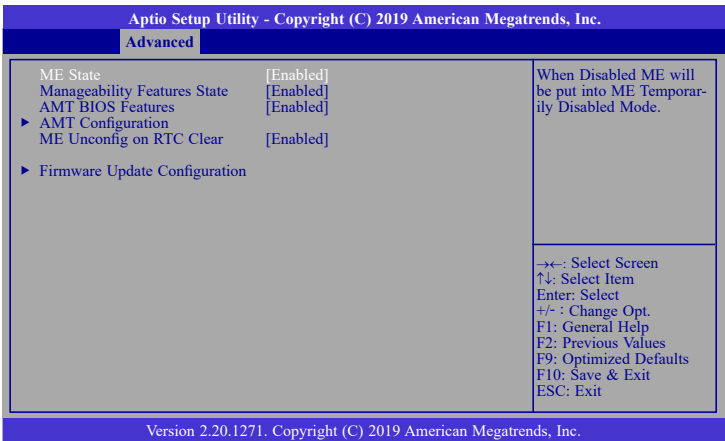 Aptio Setup Utility - Copyright (C) 2019 American Megatrends, Inc.
Advanced
ME State [Enabled]
Manageability Features State [Enabled]
AMT BIOS Features [Enabled]
► AMT Configuration
ME Unconfig on RTC Clear [Enabled]
► Firmware Update Configuration
When Disabled ME will
be put into ME Temporar-
ily Disabled Mode.
→←: Select Screen
↑↓: Select Item
Enter: Select
+/- : Change Opt.
F1: General Help
F2: Previous Values
F9: Optimized Defaults
F10: Save & Exit
ESC: Exit
Version 2.20.1271. Copyright (C) 2019 American Megatrends, Inc.